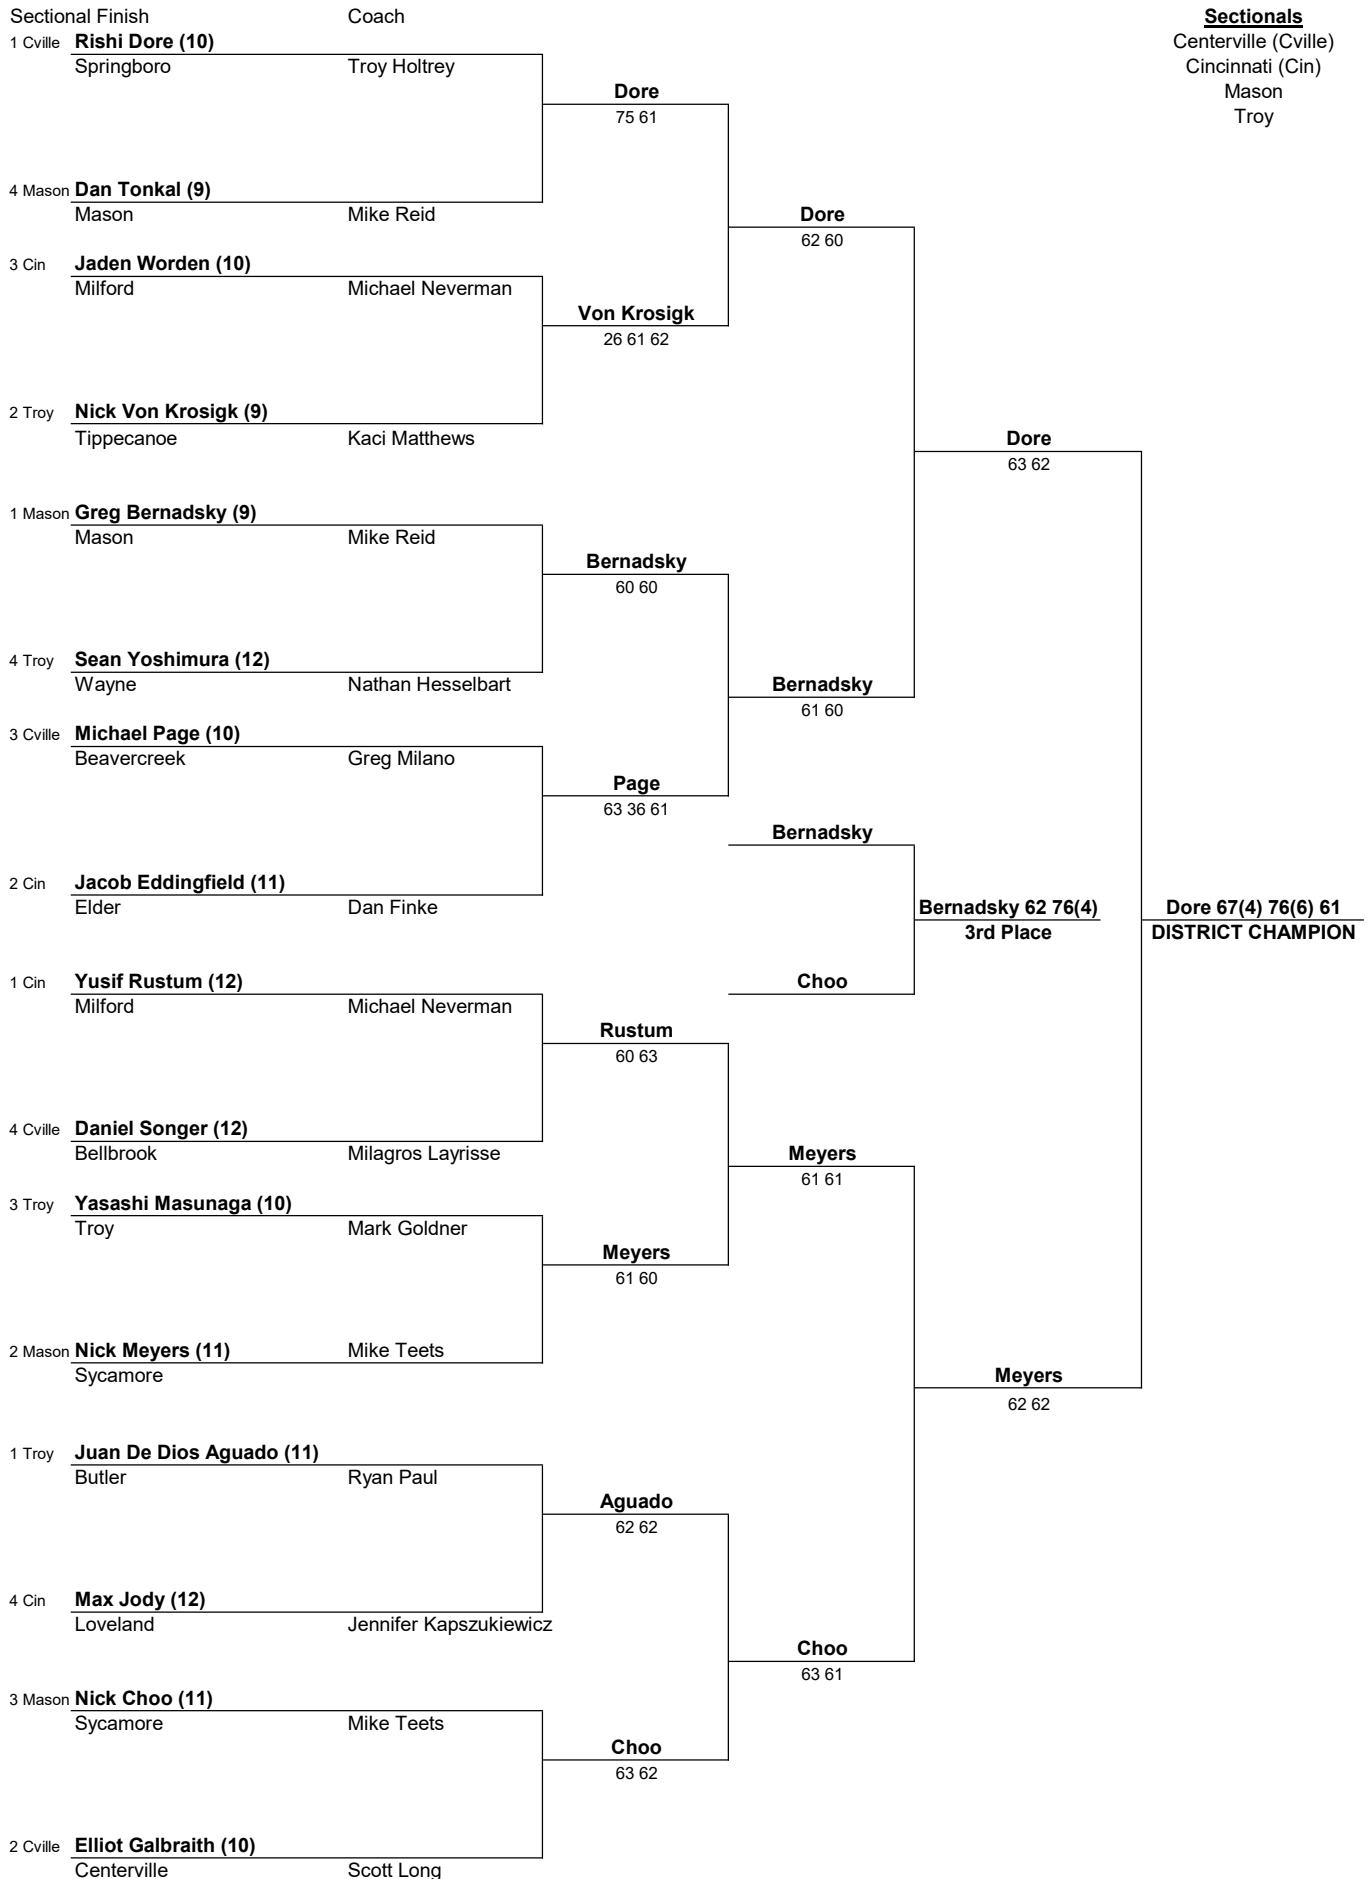 Sectional Finish Coach Sectionals
1 Cville Rishi Dore (10) Centerville (Cville)
Springboro Troy Holtrey Cincinnati (Cin)
Dore Mason
75 61 Troy
4 Mason Dan Tonkal (9)
Mason Mike Reid Dore
62 60
3 Cin Jaden Worden (10)
Milford Michael Neverman
Von Krosigk
26 61 62
2 Troy Nick Von Krosigk (9)
Tippecanoe Kaci Matthews Dore
63 62
1 Mason Greg Bernadsky (9)
Mason Mike Reid
Bernadsky
60 60
4 Troy Sean Yoshimura (12)
Wayne Nathan Hesselbart Bernadsky
61 60
3 Cville Michael Page (10)
Beavercreek Greg Milano
Page
63 36 61
Bernadsky
2 Cin Jacob Eddingfield (11)
Elder Dan Finke Bernadsky 62 76(4) Dore 67(4) 76(6) 61
3rd Place DISTRICT CHAMPION
1 Cin Yusif Rustum (12) Choo
Milford Michael Neverman
Rustum
60 63
4 Cville Daniel Songer (12)
Bellbrook Milagros Layrisse Meyers
61 61
3 Troy Yasashi Masunaga (10)
Troy Mark Goldner
Meyers
61 60
2 Mason Nick Meyers (11) Mike Teets
Sycamore Meyers
62 62
1 Troy Juan De Dios Aguado (11)
Butler Ryan Paul
Aguado
62 62
4 Cin Max Jody (12)
Loveland Jennifer Kapszukiewicz
Choo
63 61
3 Mason Nick Choo (11)
Sycamore Mike Teets
Choo
63 62
2 Cville Elliot Galbraith (10)
Centerville Scott Long